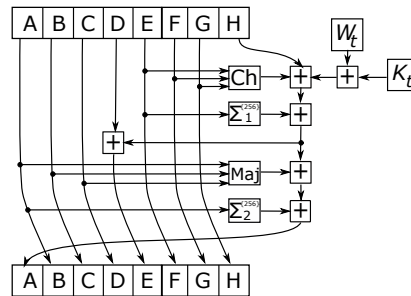 A B C D E F G H
W_t
Ch + + + K_t
Σ_1^(256) +
+
Maj +
Σ_2^(256) +
A B C D E F G H